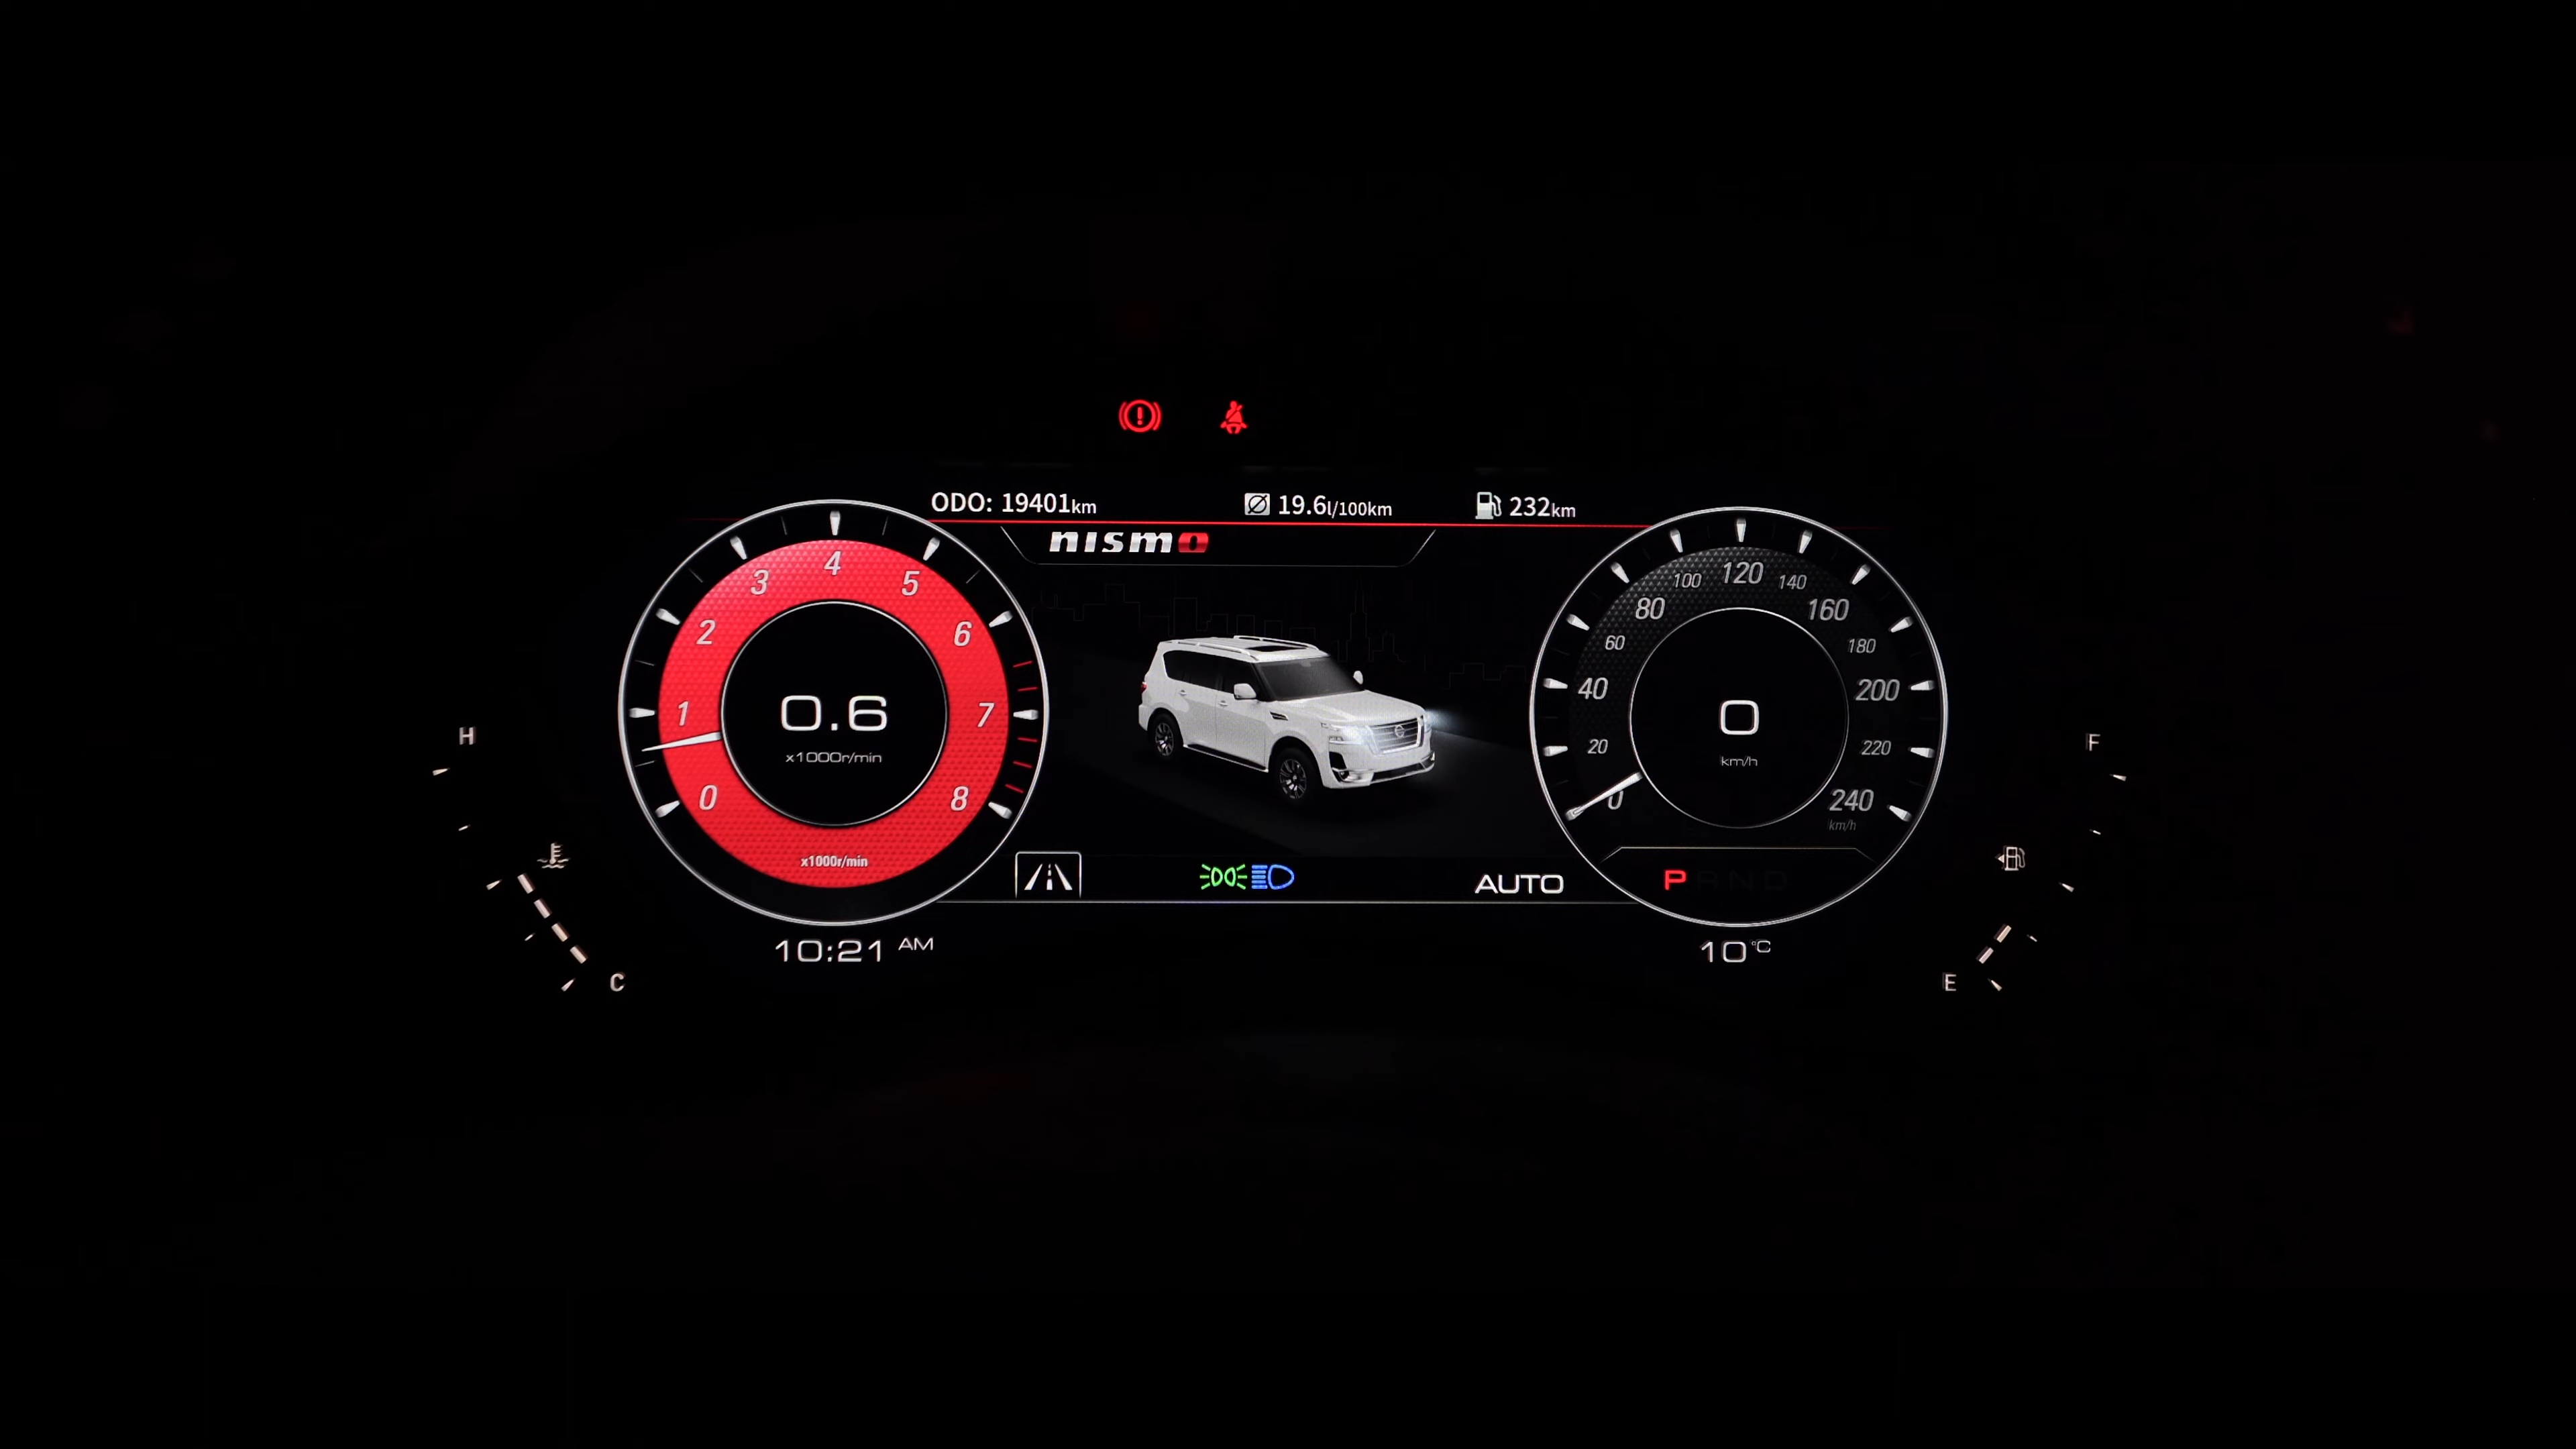 ODO: 19401km
19.6l/100km
232km
nismo
0 1 2 3 4 5 6 7 8
0.6
x1000r/min
x1000r/min
0 20 40 60 80 100 120 140 160 180 200 220 240
km/h
0
km/h
H
C
F
E
AUTO
P R N D
10:21 AM
10°C